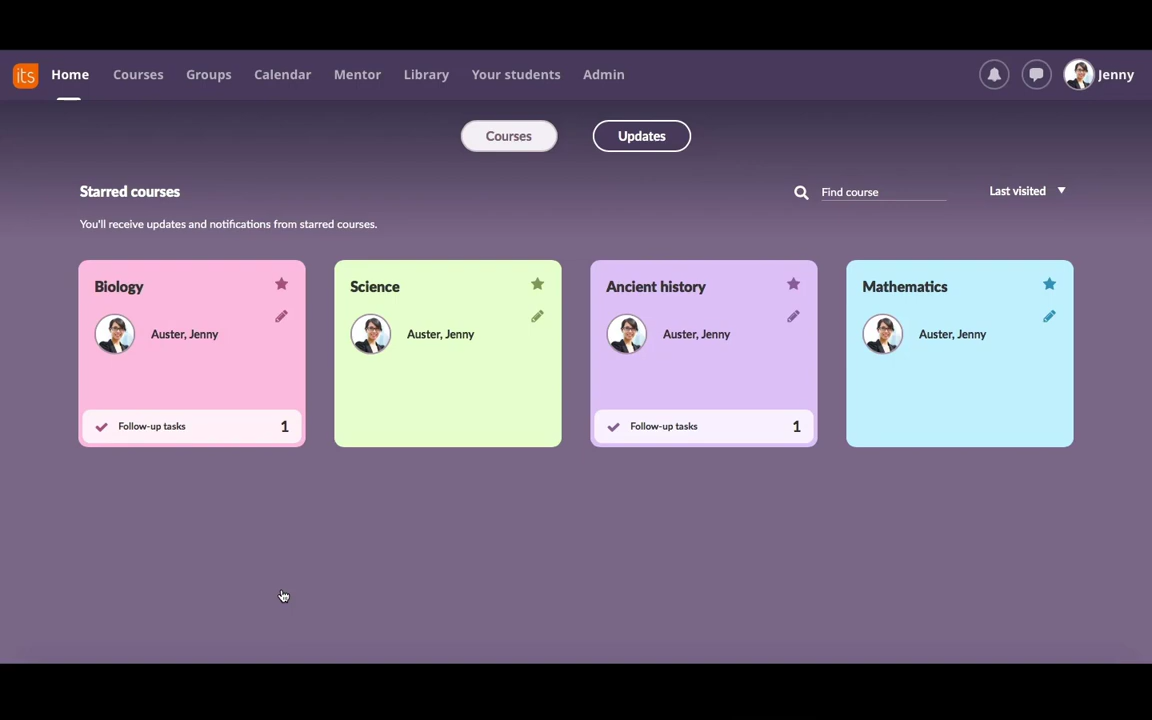 its Home Courses Groups Calendar Mentor Library Your students Admin Jenny
Courses Updates
Starred courses Find course Last visited
You'll receive updates and notifications from starred courses.
Biology Science Ancient history Mathematics
Auster, Jenny Auster, Jenny Auster, Jenny Auster, Jenny
Follow-up tasks 1 Follow-up tasks 1